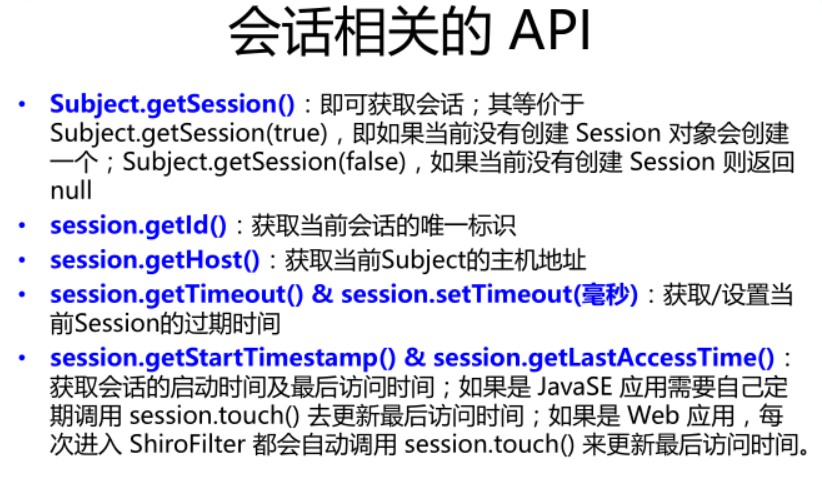 会话相关的 API
• Subject.getSession()：即可获取会话；其等价于
Subject.getSession(true)，即如果当前没有创建 Session 对象会创建
一个；Subject.getSession(false)，如果当前没有创建 Session 则返回
null
• session.getId()：获取当前会话的唯一标识
• session.getHost()：获取当前Subject的主机地址
• session.getTimeout() & session.setTimeout(毫秒)：获取/设置当
前Session的过期时间
• session.getStartTimestamp() & session.getLastAccessTime()：
获取会话的启动时间及最后访问时间；如果是 JavaSE 应用需要自己定
期调用 session.touch() 去更新最后访问时间；如果是 Web 应用，每
次进入 ShiroFilter 都会自动调用 session.touch() 来更新最后访问时间。